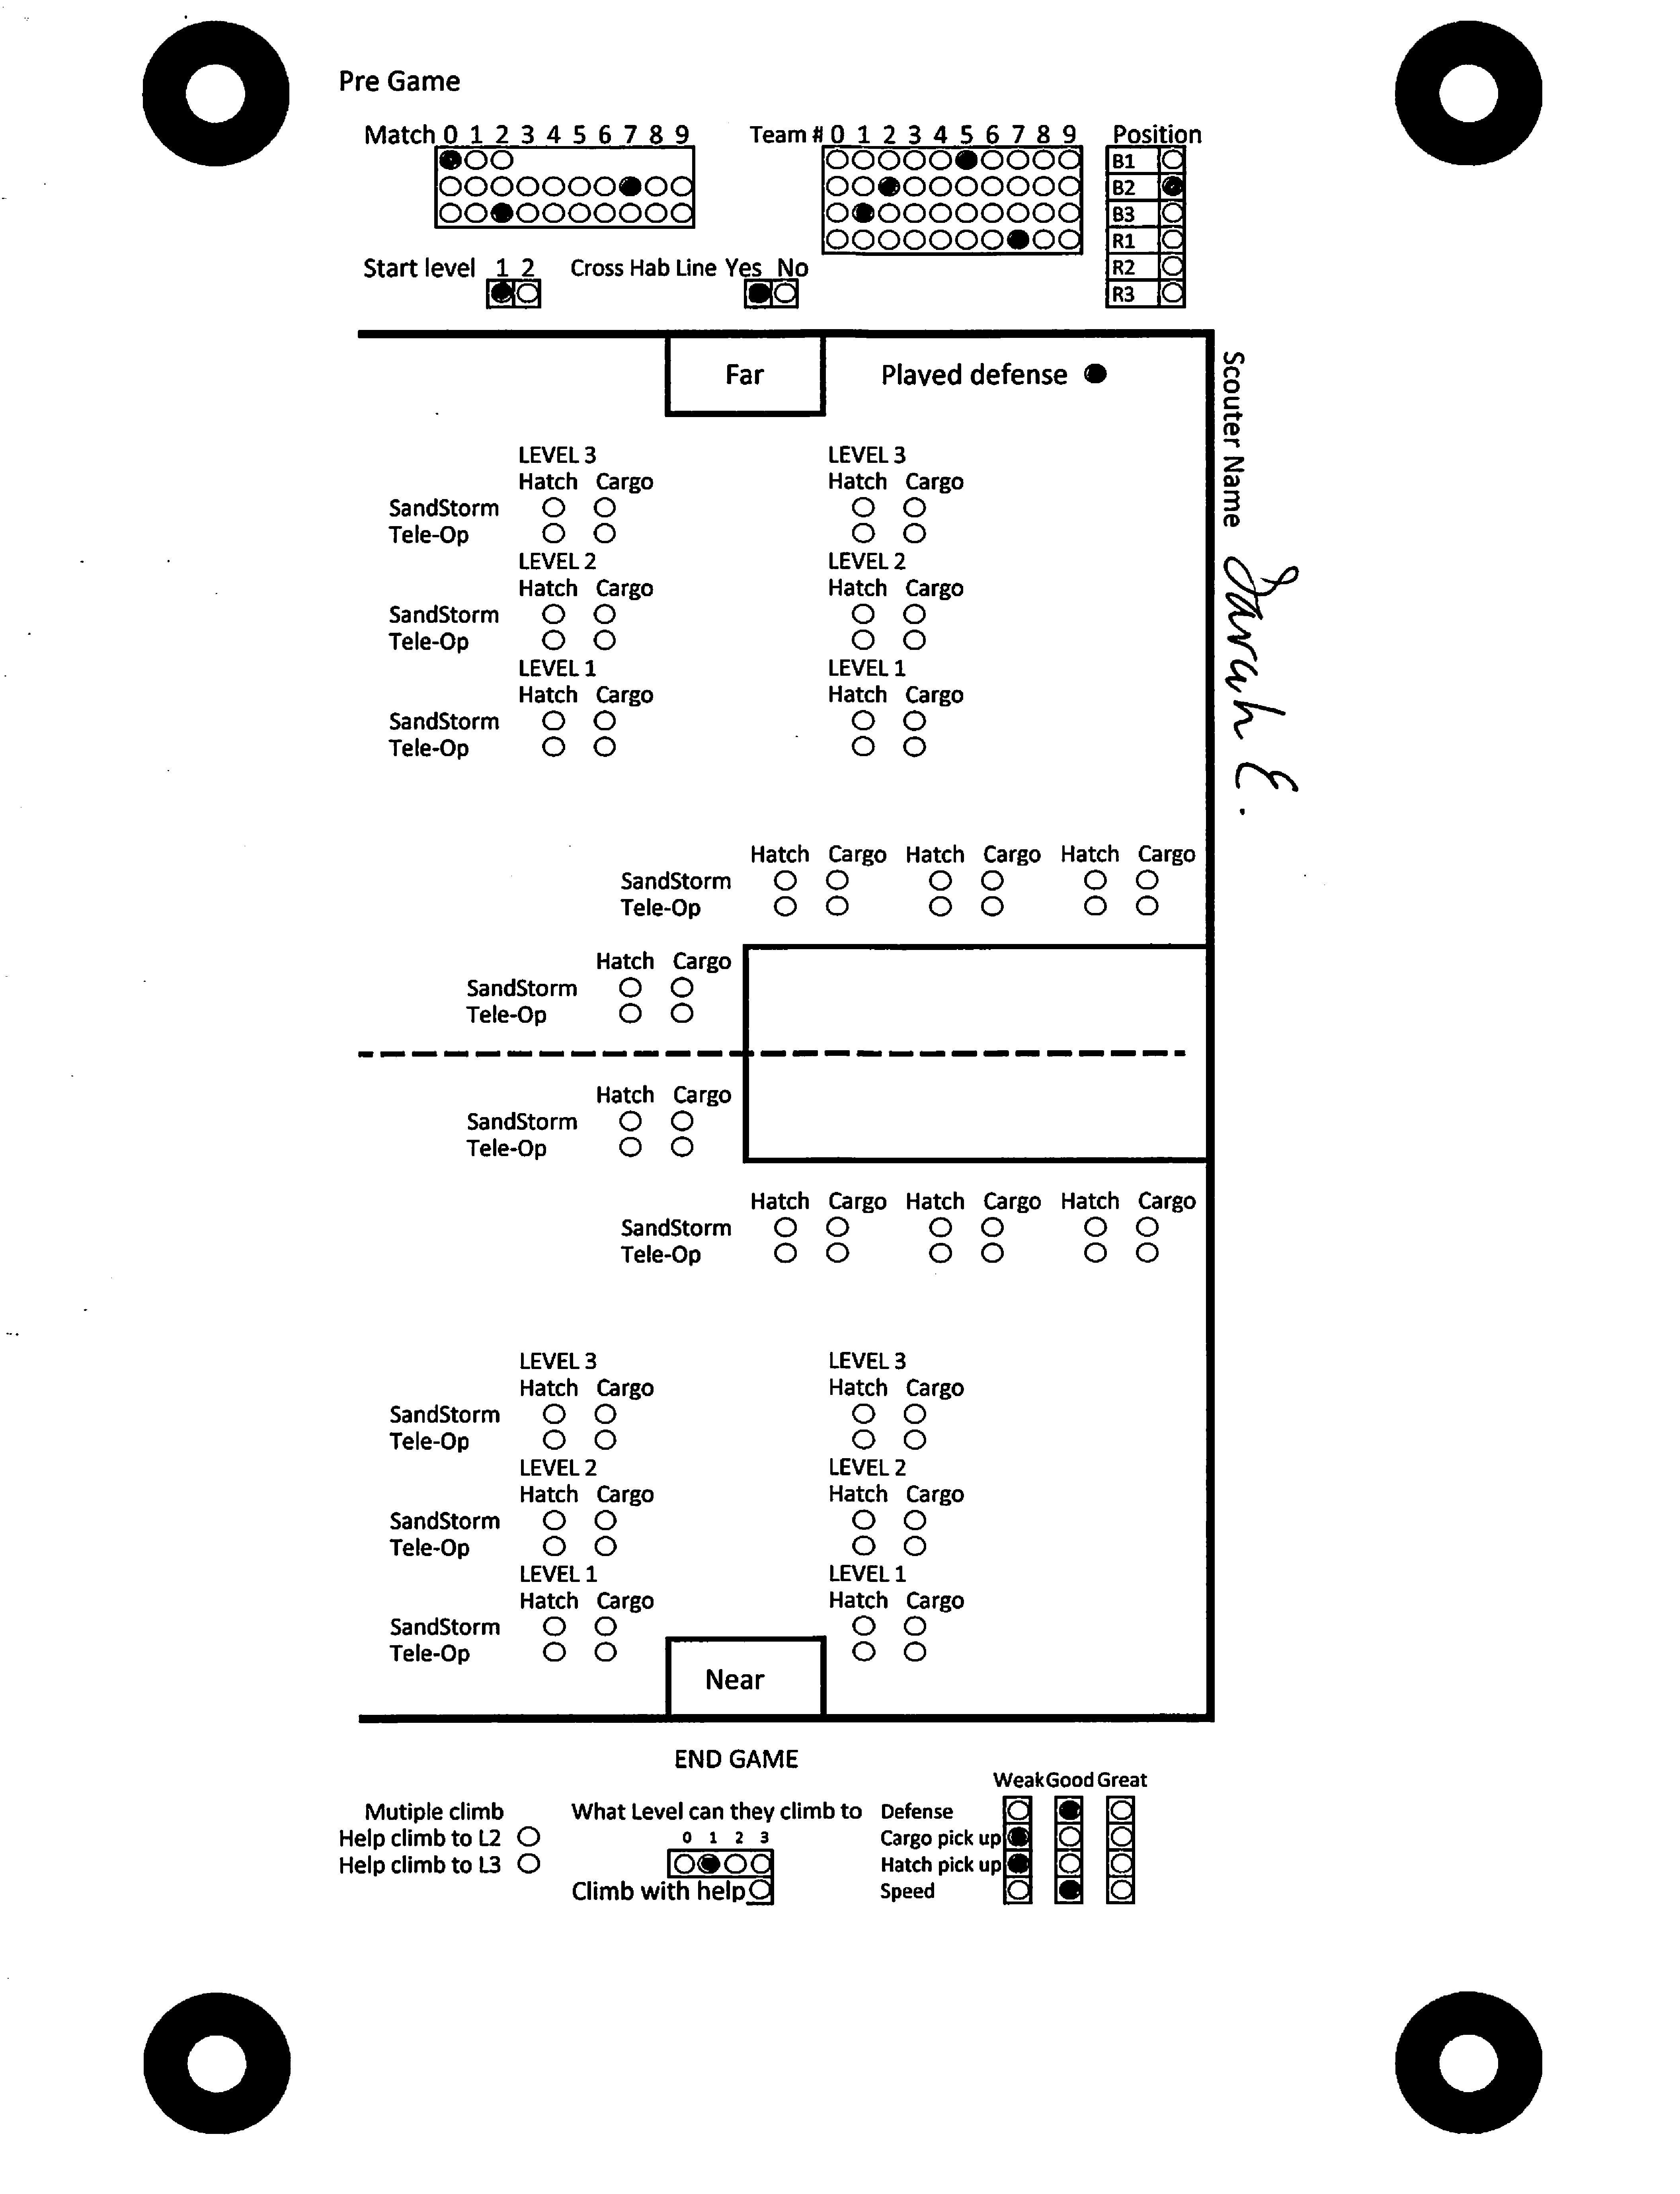 Pre Game
Match 0 1 2 3 4 5 6 7 8 9
Team # 0 1 2 3 4 5 6 7 8 9
Position
B1
B2
B3
R1
R2
R3
Start level 1 2
Cross Hab Line Yes No
Far
Played defense
Scouter Name Sarah E.
LEVEL 3 LEVEL 3
Hatch Cargo Hatch Cargo
SandStorm
Tele-Op
LEVEL 2 LEVEL 2
Hatch Cargo Hatch Cargo
SandStorm
Tele-Op
LEVEL 1 LEVEL 1
Hatch Cargo Hatch Cargo
SandStorm
Tele-Op
Hatch Cargo Hatch Cargo Hatch Cargo
SandStorm
Tele-Op
Hatch Cargo
SandStorm
Tele-Op
Hatch Cargo
SandStorm
Tele-Op
Hatch Cargo Hatch Cargo Hatch Cargo
SandStorm
Tele-Op
LEVEL 3 LEVEL 3
Hatch Cargo Hatch Cargo
SandStorm
Tele-Op
LEVEL 2 LEVEL 2
Hatch Cargo Hatch Cargo
SandStorm
Tele-Op
LEVEL 1 LEVEL 1
Hatch Cargo Hatch Cargo
SandStorm
Tele-Op
Near
END GAME
Mutiple climb
Help climb to L2
Help climb to L3
What Level can they climb to
0 1 2 3
Climb with help
Weak Good Great
Defense
Cargo pick up
Hatch pick up
Speed